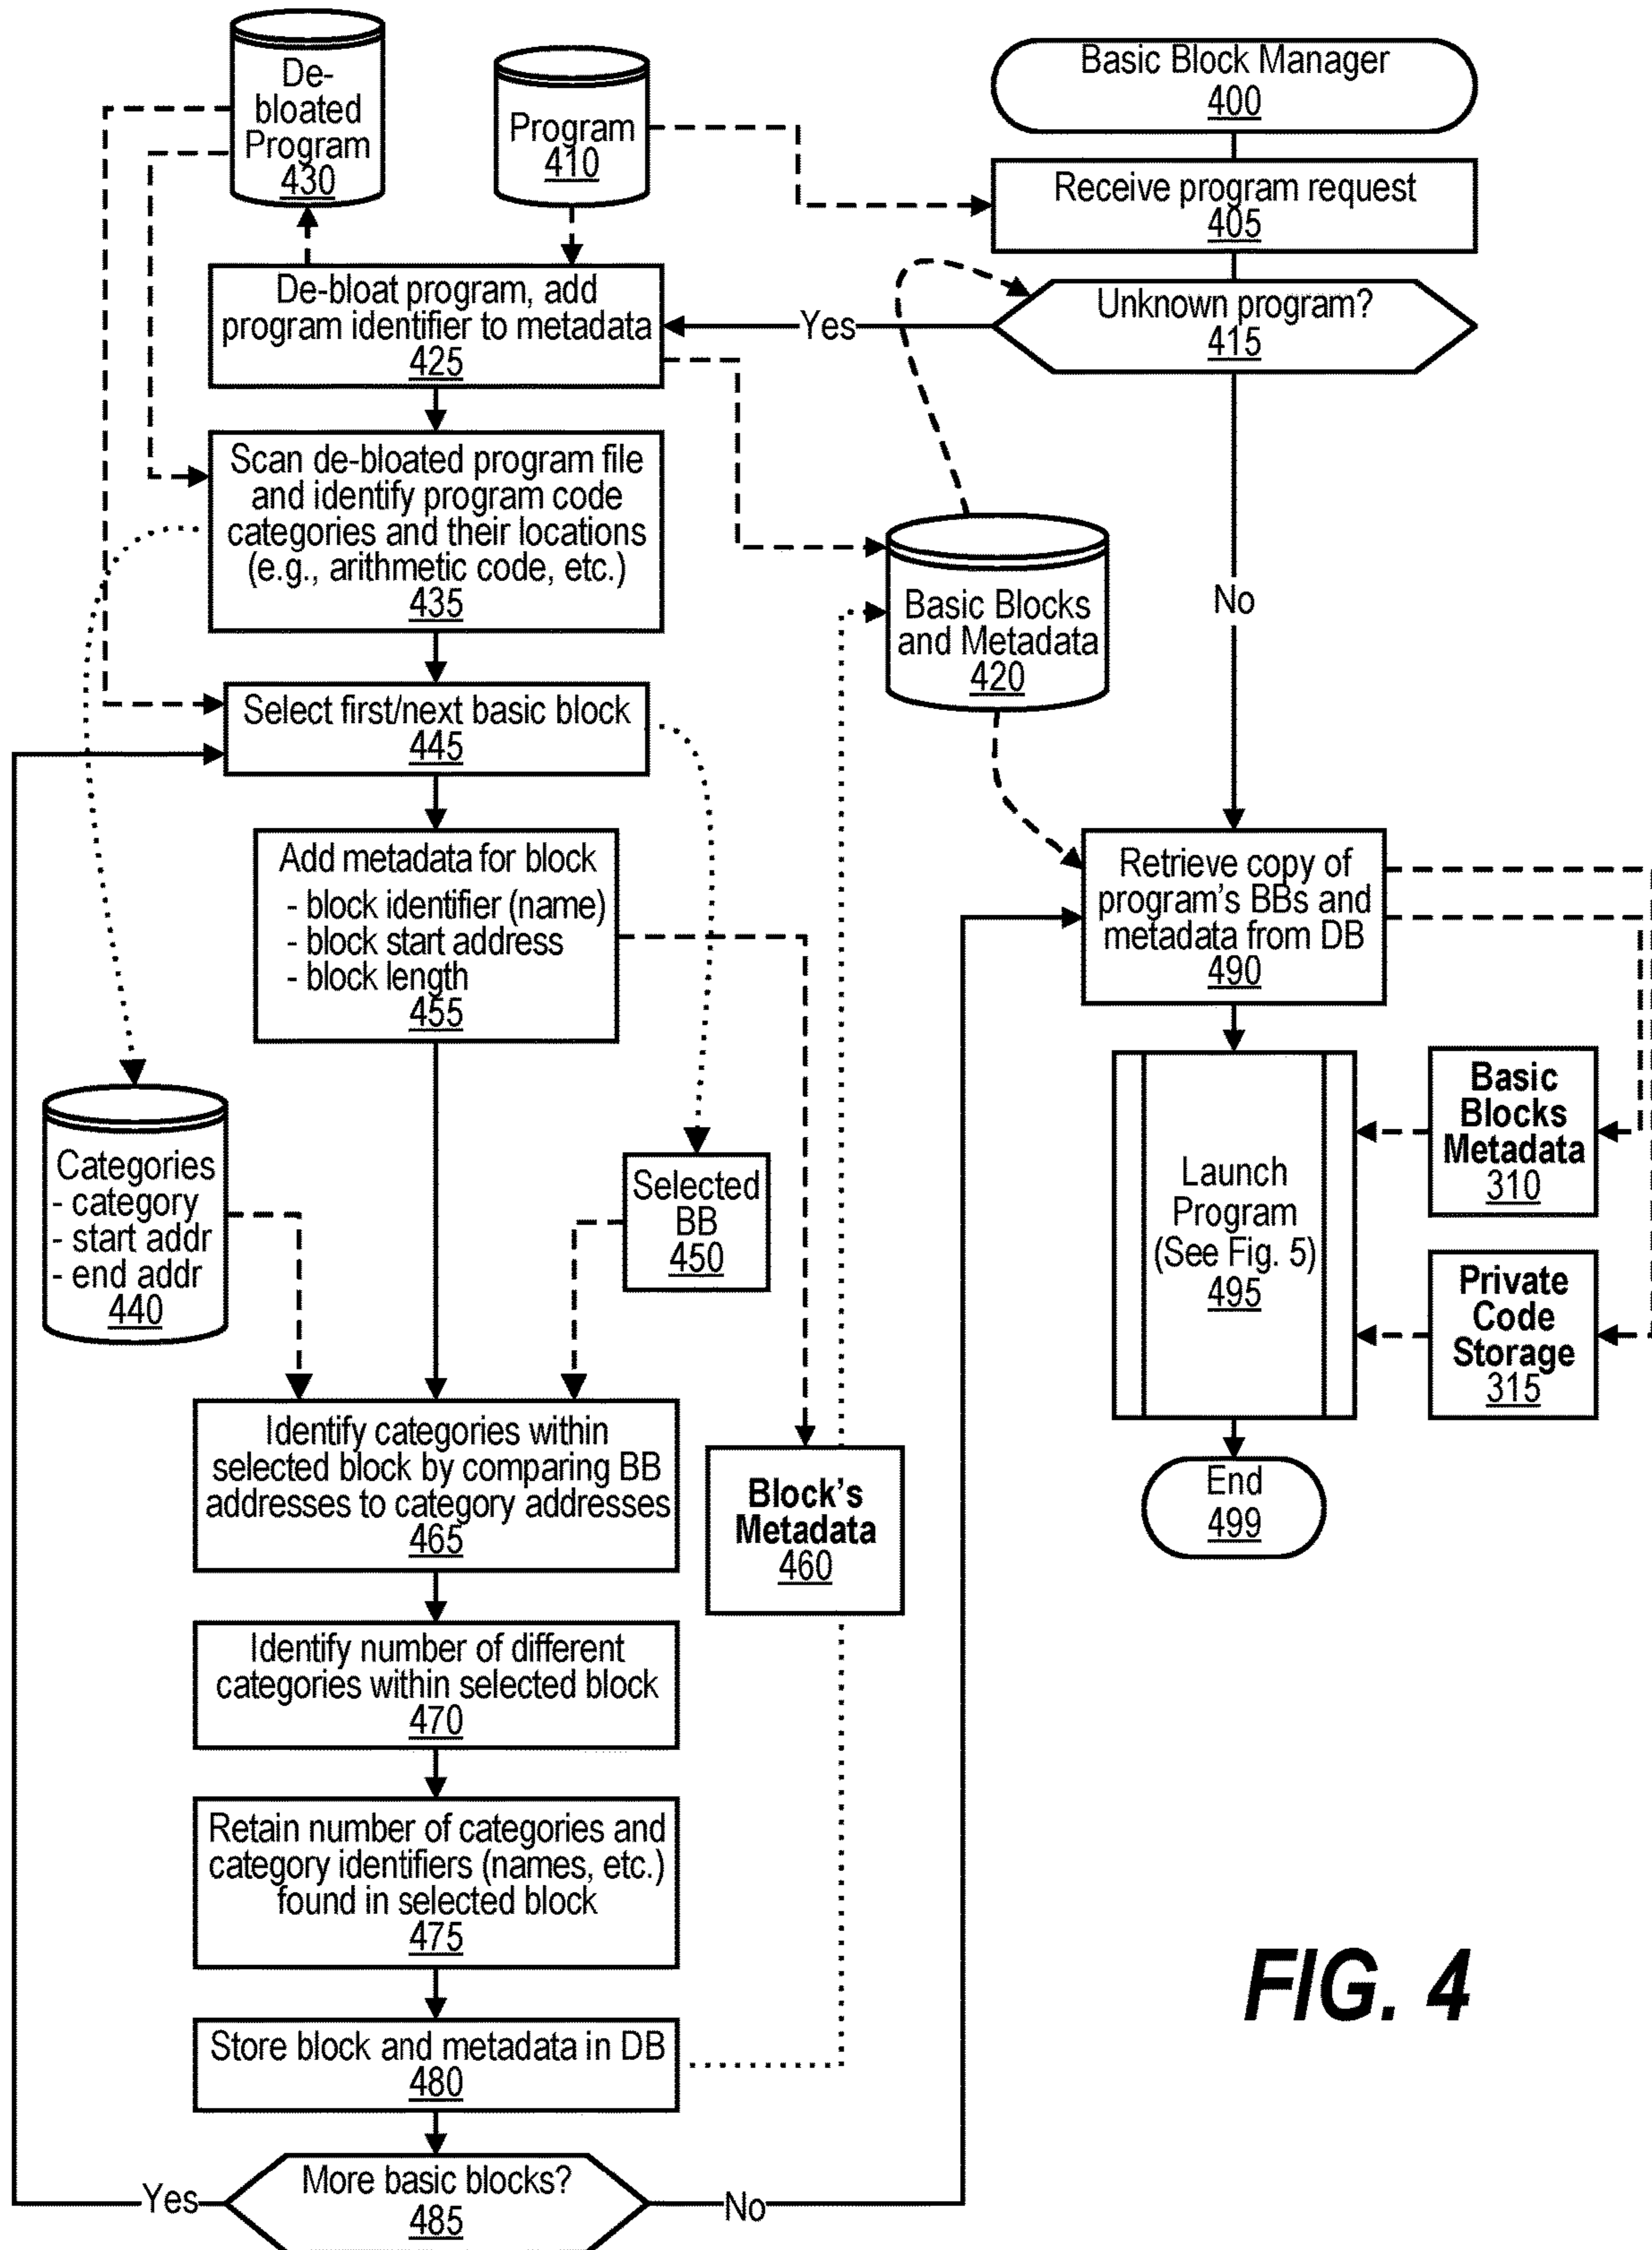 De-
bloated
Program
430
Program
410
Basic Block Manager
400
Receive program request
405
Unknown program?
415
Yes
No
De-bloat program, add
program identifier to metadata
425
Scan de-bloated program file
and identify program code
categories and their locations
(e.g., arithmetic code, etc.)
435
Basic Blocks
and Metadata
420
Select first/next basic block
445
Add metadata for block
- block identifier (name)
- block start address
- block length
455
Retrieve copy of
program's BBs and
metadata from DB
490
Categories
- category
- start addr
- end addr
440
Selected
BB
450
Launch
Program
(See Fig. 5)
495
Basic
Blocks
Metadata
310
Private
Code
Storage
315
End
499
Identify categories within
selected block by comparing BB
addresses to category addresses
465
Block's
Metadata
460
Identify number of different
categories within selected block
470
Retain number of categories and
category identifiers (names, etc.)
found in selected block
475
Store block and metadata in DB
480
More basic blocks?
485
Yes
No
FIG. 4